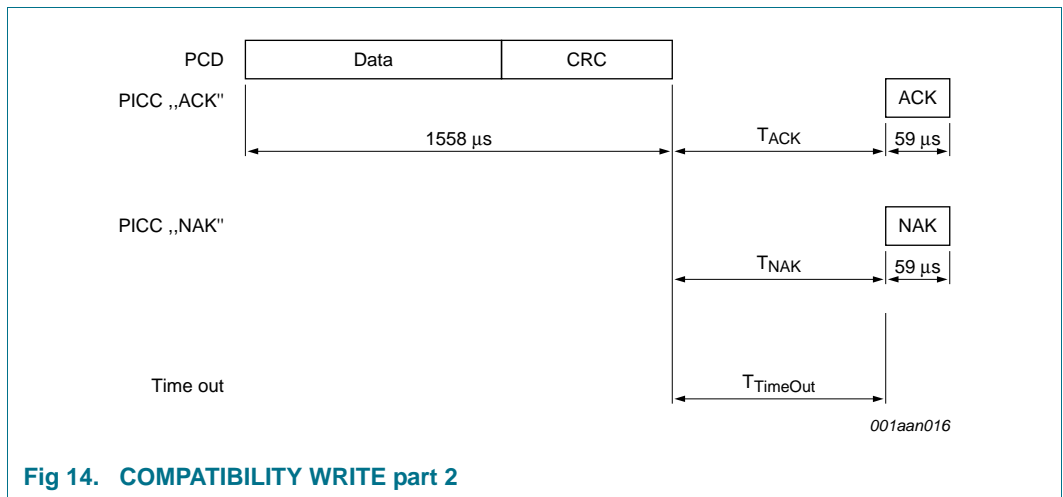 PCD Data CRC
PICC ,,ACK" ACK
1558 μs TACK 59 μs
PICC ,,NAK" NAK
TNAK 59 μs
Time out TTimeOut
001aan016
Fig 14. COMPATIBILITY WRITE part 2